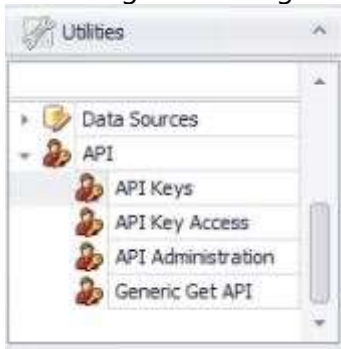 Utilities
Data Sources
API
API Keys
API Key Access
API Administration
Generic Get API